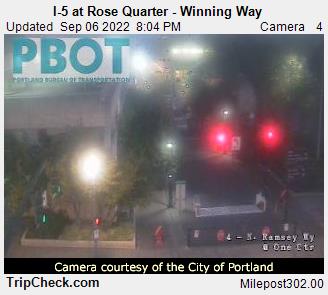 I-5 at Rose Quarter - Winning Way
Updated Sep 06 2022 8:04 PM Camera 4
PBOT
PORTLAND BUREAU OF TRANSPORTATION
4 - N. Ramsey Wy
@ One Ctr
Camera courtesy of the City of Portland
TripCheck.com Milepost302.00